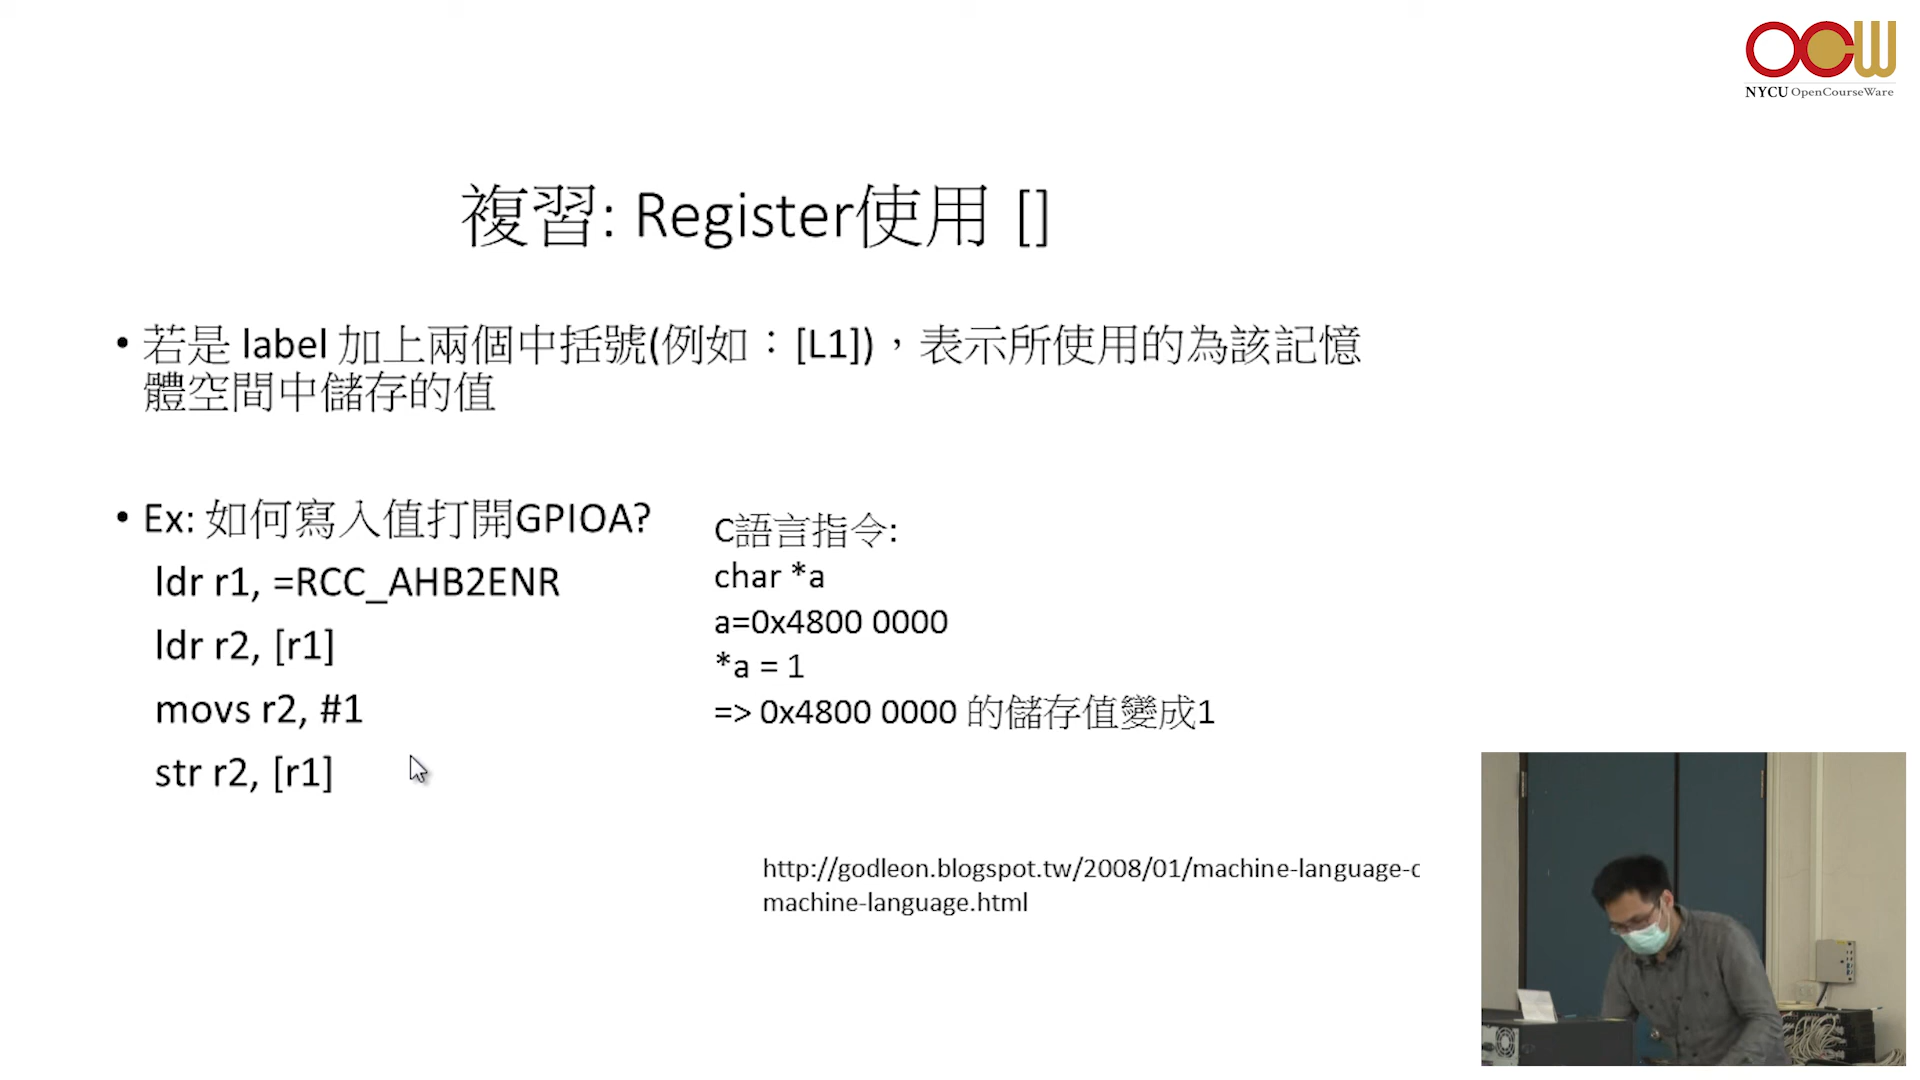 OCW
NYCU OpenCourseWare
複習: Register使用 []
• 若是 label 加上兩個中括號(例如：[L1])，表示所使用的為該記憶
體空間中儲存的值
• Ex: 如何寫入值打開GPIOA?
ldr r1, =RCC_AHB2ENR
ldr r2, [r1]
movs r2, #1
str r2, [r1]
C語言指令:
char *a
a=0x4800 0000
*a = 1
=> 0x4800 0000 的儲存值變成1
http://godleon.blogspot.tw/2008/01/machine-language-c
machine-language.html